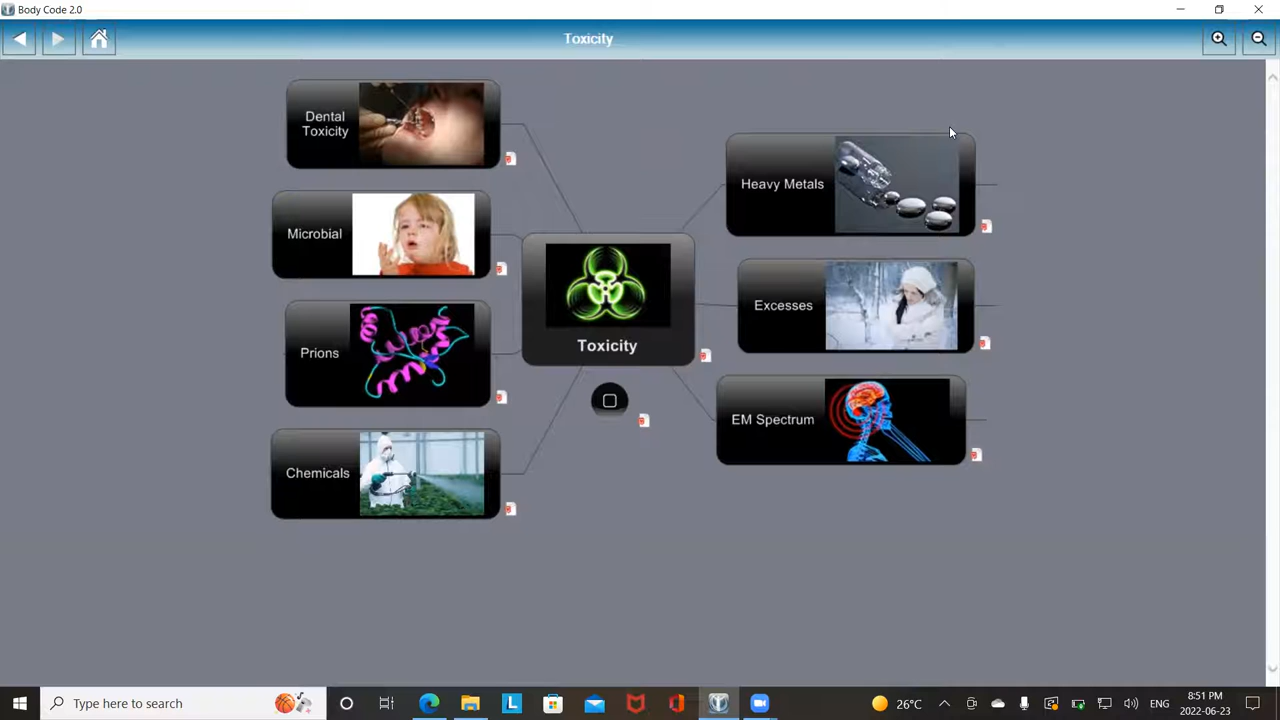 Body Code 2.0
Toxicity
Dental
Toxicity
Microbial
Prions
Chemicals
Toxicity
Heavy Metals
Excesses
EM Spectrum
Type here to search
L
26°C
ENG
8:51 PM
2022-06-23